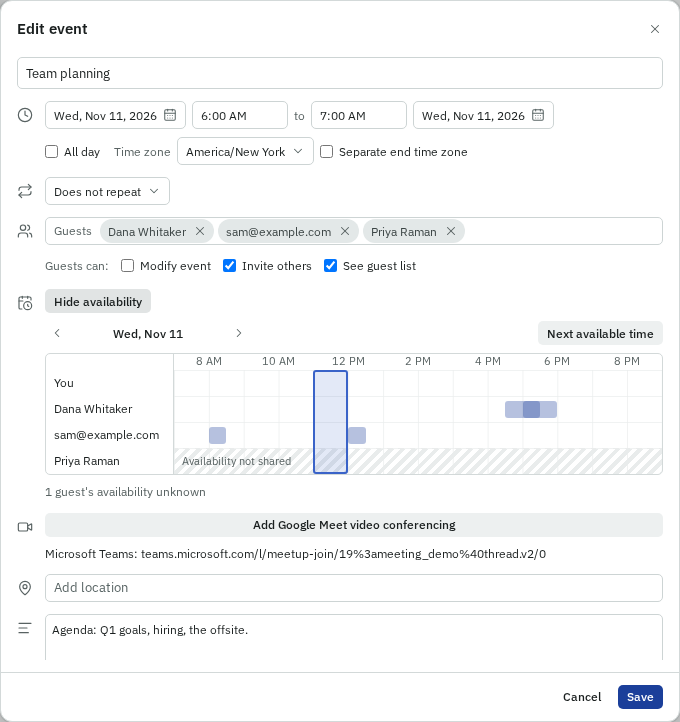 Edit event
Team planning
Wed, Nov 11, 2026 6:00 AM to 7:00 AM Wed, Nov 11, 2026
All day Time zone America/New York Separate end time zone
Does not repeat
Guests Dana Whitaker sam@example.com Priya Raman
Guests can: Modify event Invite others See guest list
Hide availability
Wed, Nov 11 Next available time
8 AM 10 AM 12 PM 2 PM 4 PM 6 PM 8 PM
You
Dana Whitaker
sam@example.com
Priya Raman Availability not shared
1 guest's availability unknown
Add Google Meet video conferencing
Microsoft Teams: teams.microsoft.com/l/meetup-join/19%3ameeting_demo%40thread.v2/0
Add location
Agenda: Q1 goals, hiring, the offsite.
Cancel Save